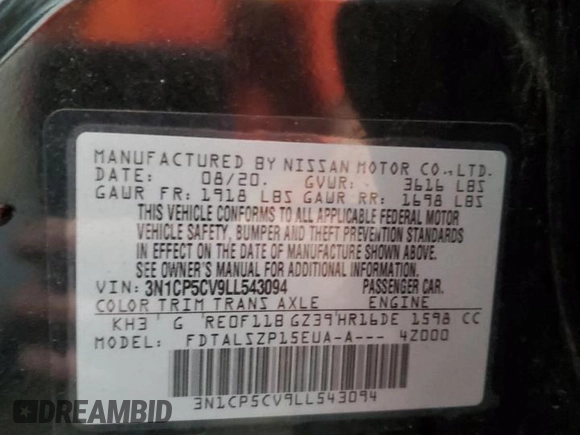 MANUFACTURED BY NISSAN MOTOR CO., LTD.
DATE: 08/20. GVWR: 3616 LBS
GAWR FR: 1918 LBS GAWR RR: 1698 LBS
THIS VEHICLE CONFORMS TO ALL APPLICABLE FEDERAL MOTOR
VEHICLE SAFETY, BUMPER AND THEFT PREVENTION STANDARDS
IN EFFECT ON THE DATE OF MANUFACTURE SHOWN ABOVE.
SEE OWNER'S MANUAL FOR ADDITIONAL INFORMATION.
VIN: 3N1CP5CV9LL543094 PASSENGER CAR.
COLOR TRIM TRANS AXLE ENGINE
KH3 G RE0F11B GZ39 HR16DE 1598 CC
MODEL: FDTALSZP15EUA-A--- 4Z000
3N1CP5CV9LL543094
DREAMBID